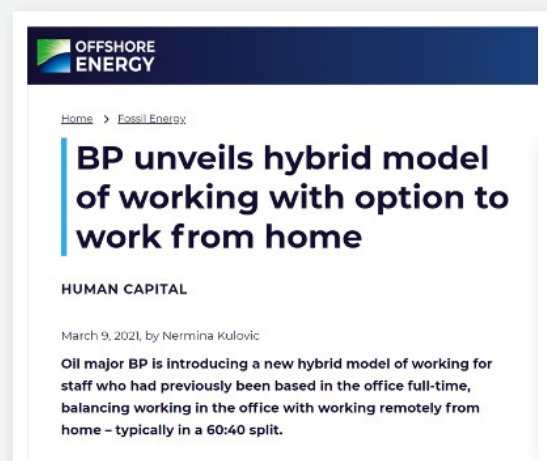 OFFSHORE
ENERGY
Home > Fossil Energy
BP unveils hybrid model
of working with option to
work from home
HUMAN CAPITAL
March 9, 2021, by Nermina Kulovic
Oil major BP is introducing a new hybrid model of working for
staff who had previously been based in the office full-time,
balancing working in the office with working remotely from
home – typically in a 60:40 split.